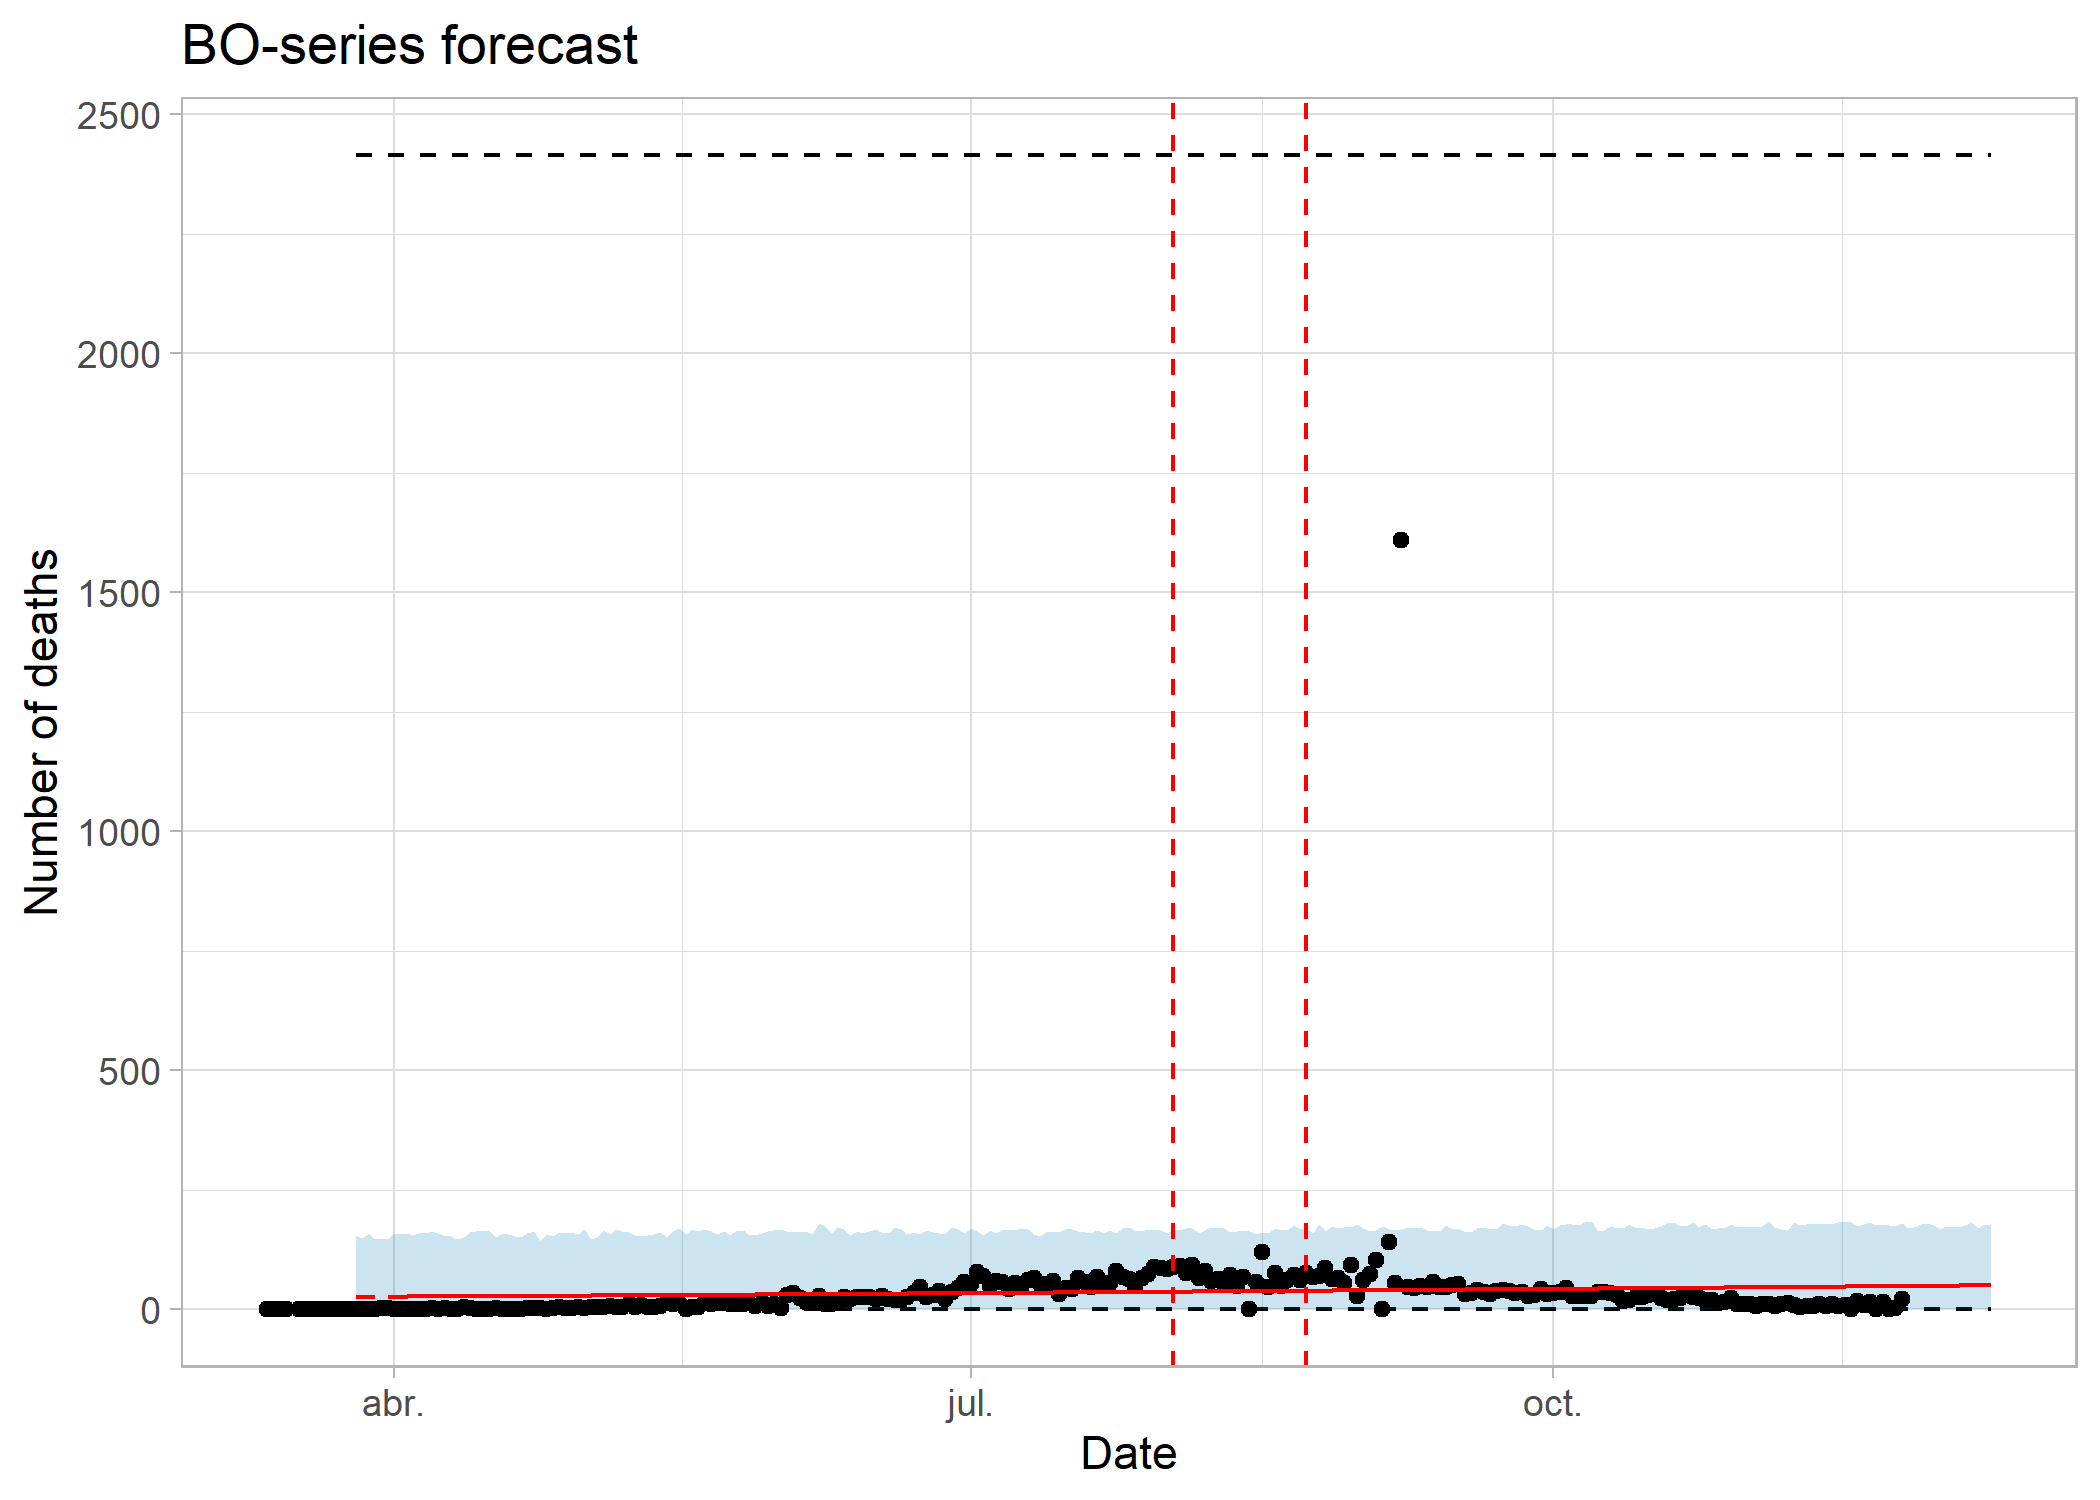 BO-series forecast
2500
2000
1500
1000
500
0
Number of deaths
abr.
jul.
oct.
Date